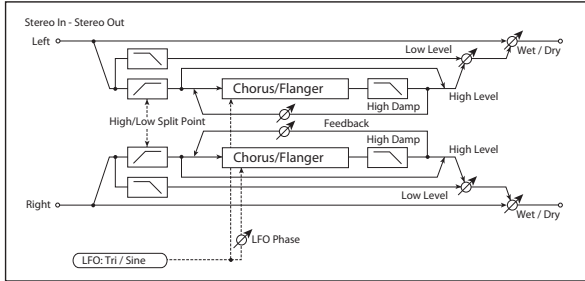 Stereo In - Stereo Out
Left
Wet / Dry
Low Level
Chorus/Flanger
High Damp
High Level
High/Low Split Point
Feedback
High Damp
Chorus/Flanger
High Level
Low Level
Right
Wet / Dry
LFO Phase
LFO: Tri / Sine